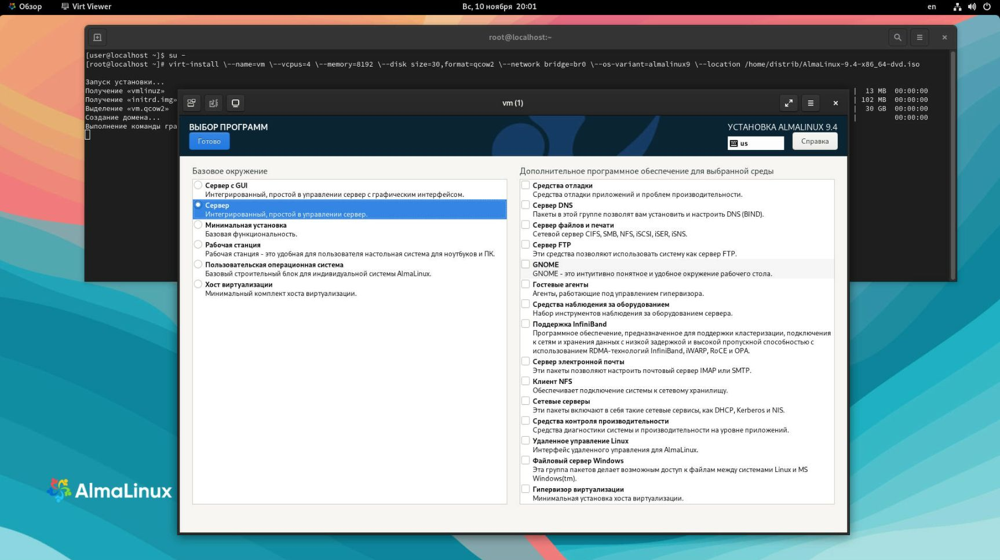 Обзор
Virt Viewer
Вс, 10 ноября 20:01
en
root@localhost:~
[user@localhost ~]$ su -
[root@localhost ~]# virt-install \--name=vm \--vcpus=4 \--memory=8192 \--disk size=30,format=qcow2 \--network bridge=br0 \--os-variant=almalinux9 \--location /home/distrib/AlmaLinux-9.4-x86_64-dvd.iso
Запуск установки...
Получение «vmlinuz» | 13 MB 00:00:00
Получение «initrd.img» | 102 MB 00:00:00
Выделение «vm.qcow2» | 30 GB 00:00:00
Создание домена... | 00:00:00
Выполнение команды гра
vm (1)
ВЫБОР ПРОГРАММ
УСТАНОВКА ALMALINUX 9.4
Готово
us
Справка
Базовое окружение
Сервер с GUI
Интегрированный, простой в управлении сервер с графическим интерфейсом.
Сервер
Интегрированный, простой в управлении сервер.
Минимальная установка
Базовая функциональность.
Рабочая станция
Рабочая станция - это удобная для пользователя настольная система для ноутбуков и ПК.
Пользовательская операционная система
Базовый строительный блок для индивидуальной системы AlmaLinux.
Хост виртуализации
Минимальный комплект хоста виртуализации.
Дополнительное программное обеспечение для выбранной среды
Средства отладки
Средства отладки приложений и проблем производительности.
Сервер DNS
Пакеты в этой группе позволят вам установить и настроить DNS (BIND).
Сервер файлов и печати
Сетевой сервер CIFS, SMB, NFS, iSCSI, iSER, iSNS.
Сервер FTP
Эти средства позволяют использовать систему как сервер FTP.
GNOME
GNOME - это интуитивно понятное и удобное окружение рабочего стола.
Гостевые агенты
Агенты, работающие под управлением гипервизора.
Средства наблюдения за оборудованием
Набор инструментов наблюдения за оборудованием сервера.
Поддержка InfiniBand
Программное обеспечение, предназначенное для поддержки кластеризации, подключения
к сетям и хранения данных с низкой задержкой и высокой пропускной способностью с
использованием RDMA-технологий InfiniBand, iWARP, RoCE и OPA.
Сервер электронной почты
Эти пакеты позволяют настроить почтовый сервер IMAP или SMTP.
Клиент NFS
Обеспечивает подключение системы к сетевому хранилищу.
Сетевые серверы
Эти пакеты включают в себя такие сетевые сервисы, как DHCP, Kerberos и NIS.
Средства контроля производительности
Средства диагностики системы и производительности на уровне приложений.
Удаленное управление Linux
Интерфейс удаленного управления для AlmaLinux.
Файловый сервер Windows
Эта группа пакетов делает возможным доступ к файлам между системами Linux и MS
Windows(tm).
Гипервизор виртуализации
Минимальная установка хоста виртуализации.
AlmaLinux